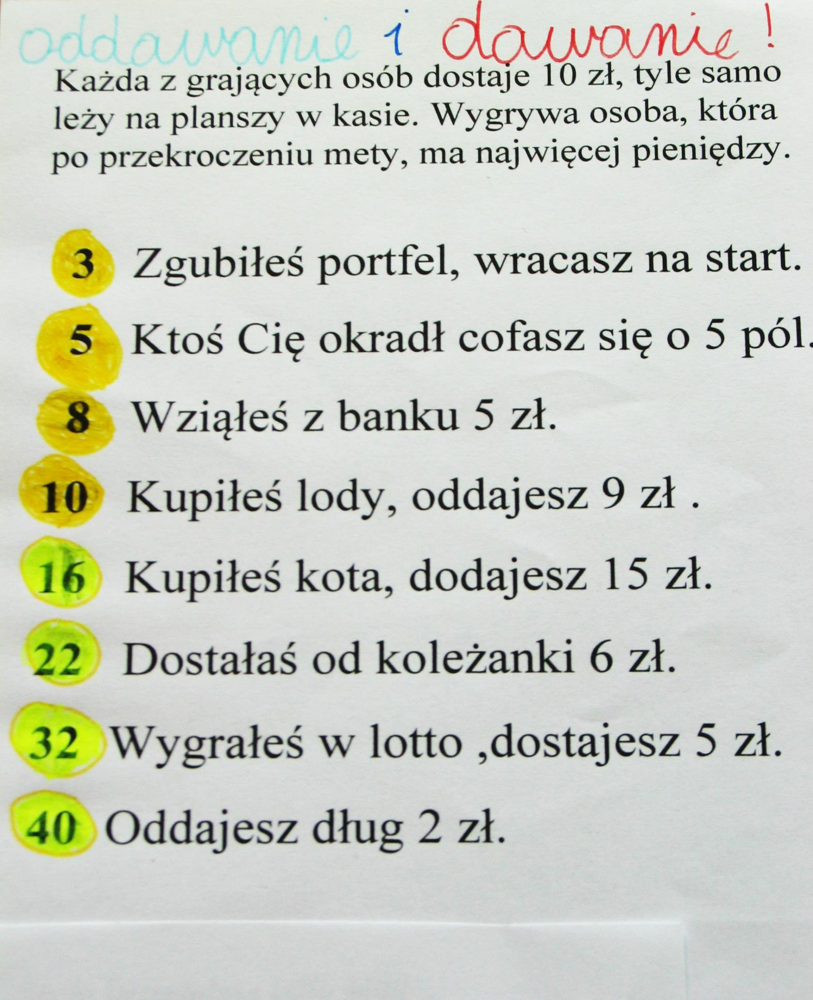 oddawanie i dawanie!
Każda z grających osób dostaje 10 zł, tyle samo
leży na planszy w kasie. Wygrywa osoba, która
po przekroczeniu mety, ma najwięcej pieniędzy.
3 Zgubiłeś portfel, wracasz na start.
5 Ktoś Cię okradł cofasz się o 5 pól.
8 Wziąłeś z banku 5 zł.
10 Kupiłeś lody, oddajesz 9 zł .
16 Kupiłeś kota, dodajesz 15 zł.
22 Dostałaś od koleżanki 6 zł.
32 Wygrałeś w lotto ,dostajesz 5 zł.
40 Oddajesz dług 2 zł.